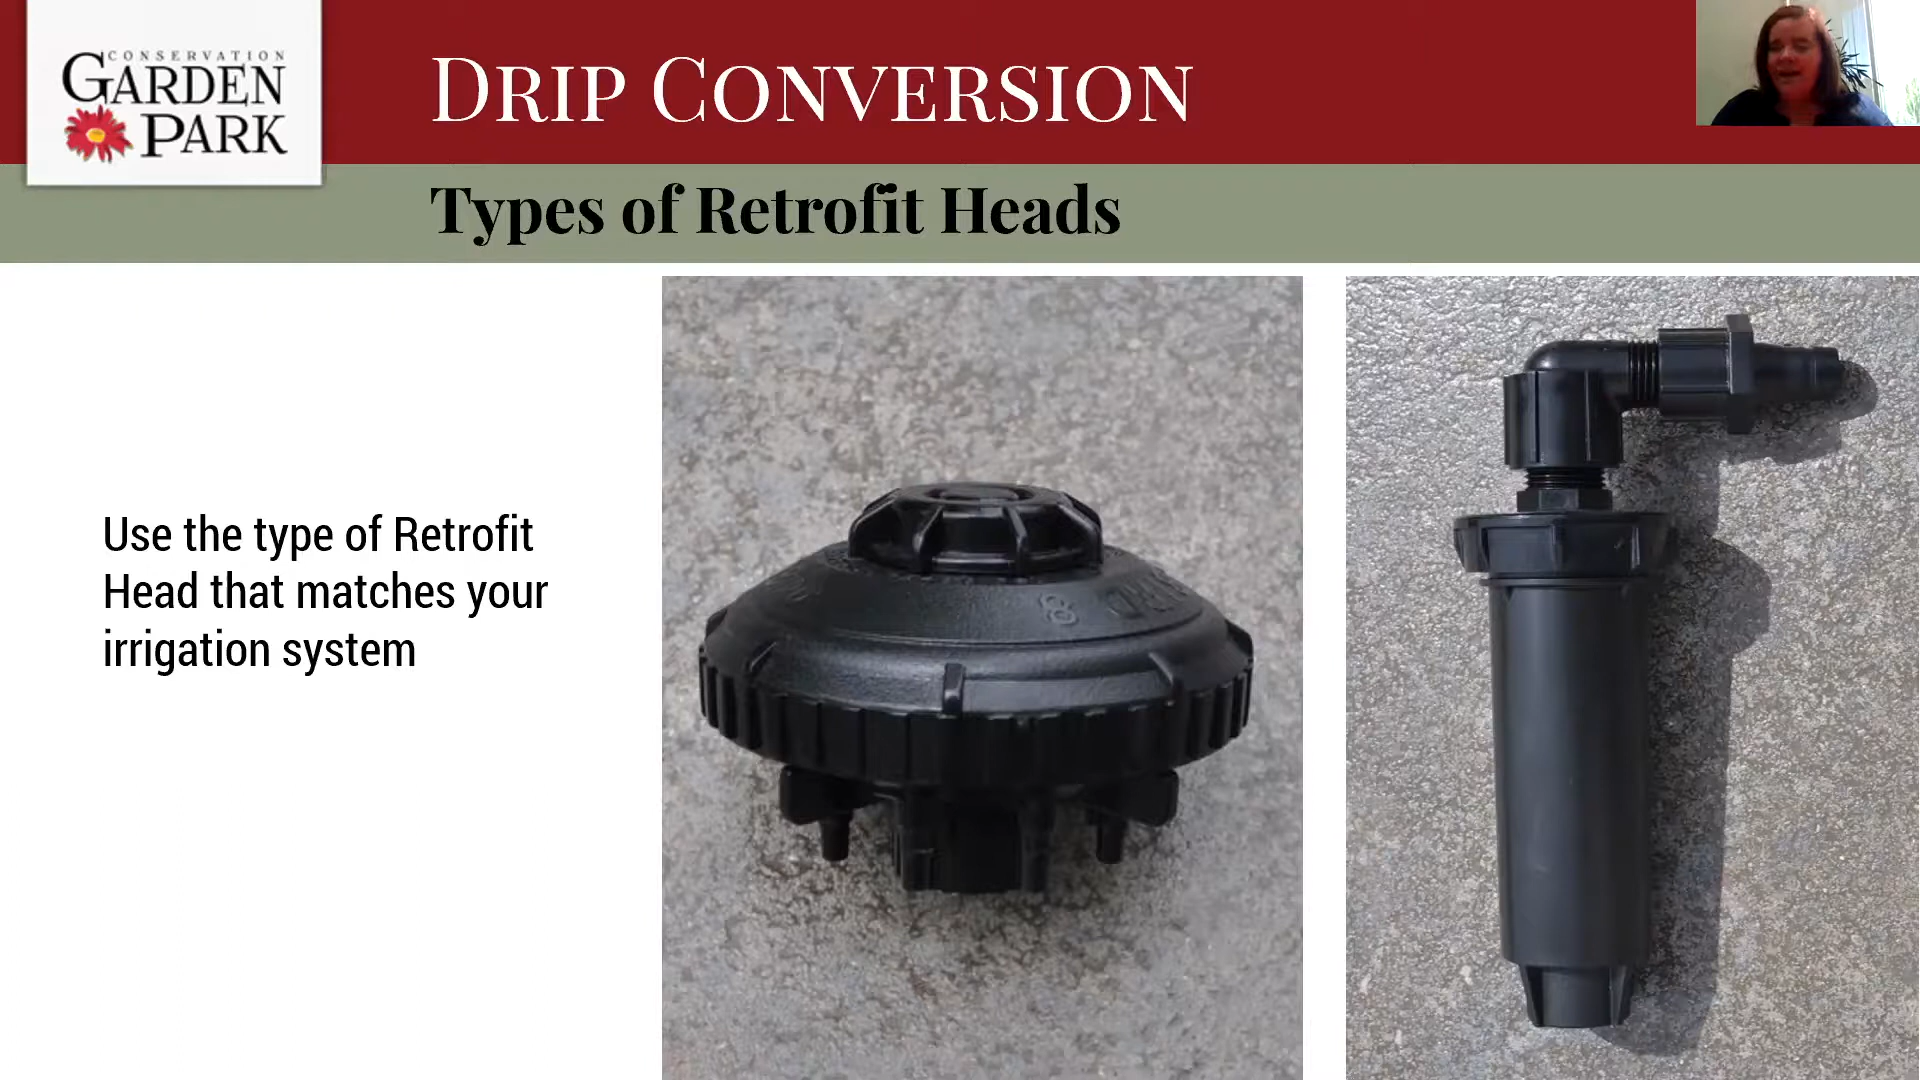 CONSERVATION
GARDEN
PARK
DRIP CONVERSION
Types of Retrofit Heads
Use the type of Retrofit
Head that matches your
irrigation system
8